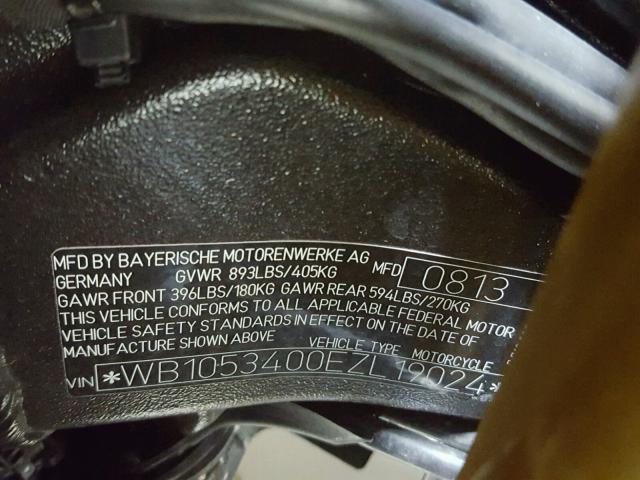 MFD BY BAYERISCHE MOTORENWERKE AG
GERMANY GVWR 893LBS/405KG MFD 0813
GAWR FRONT 396LBS/180KG GAWR REAR 594LBS/270KG
THIS VEHICLE CONFORMS TO ALL APPLICABLE FEDERAL MOTOR
VEHICLE SAFETY STANDARDS IN EFFECT ON THE DATE OF
MANUFACTURE SHOWN ABOVE
VEHICLE TYPE MOTORCYCLE
VIN *WB1053400EZL19024*